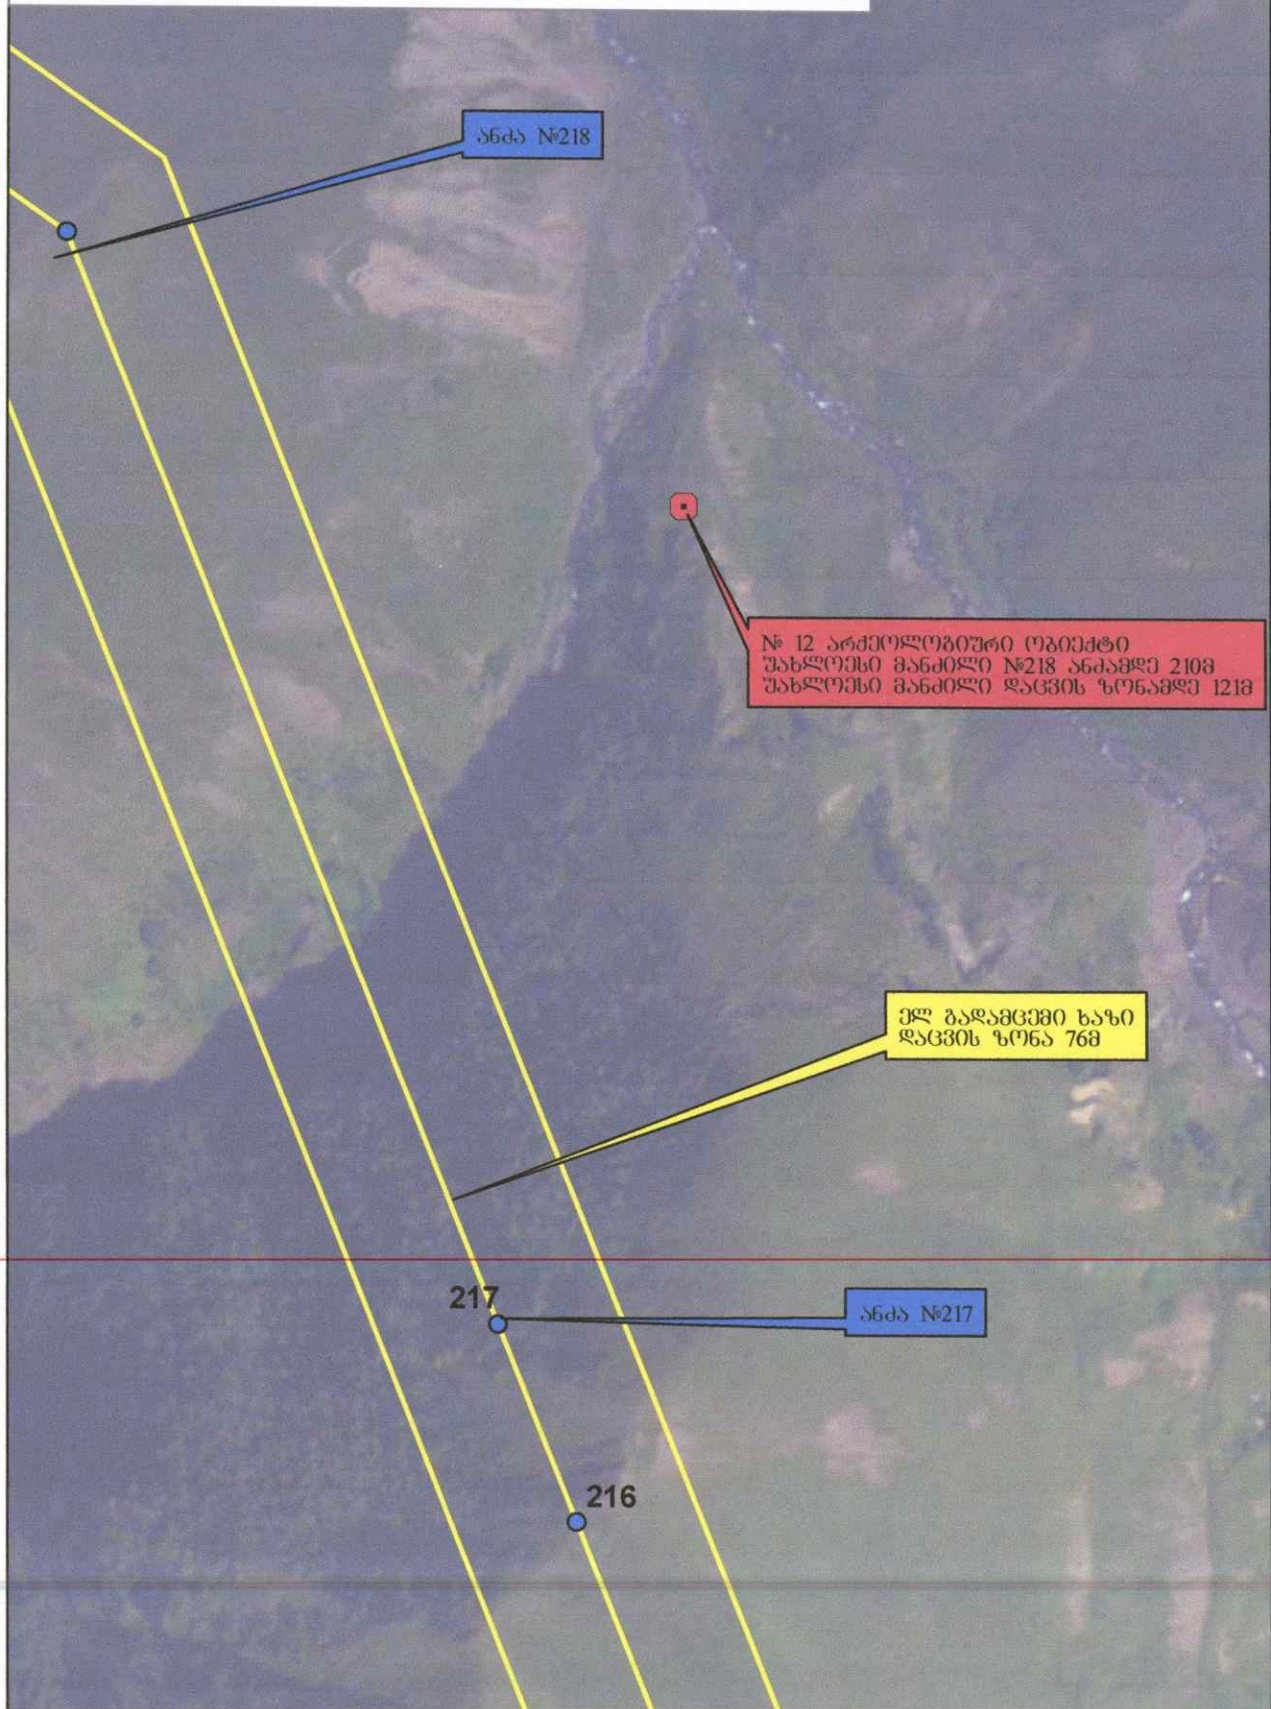 ანძა №218
№ 12 არქეოლოგიური ობიექტი
უახლოესი მანძილი №218 ანძამდე 210მ
უახლოესი მანძილი დაცვის ზონამდე 121მ
ელ გადამცემი ხაზი
დაცვის ზონა 76მ
217
ანძა №217
216